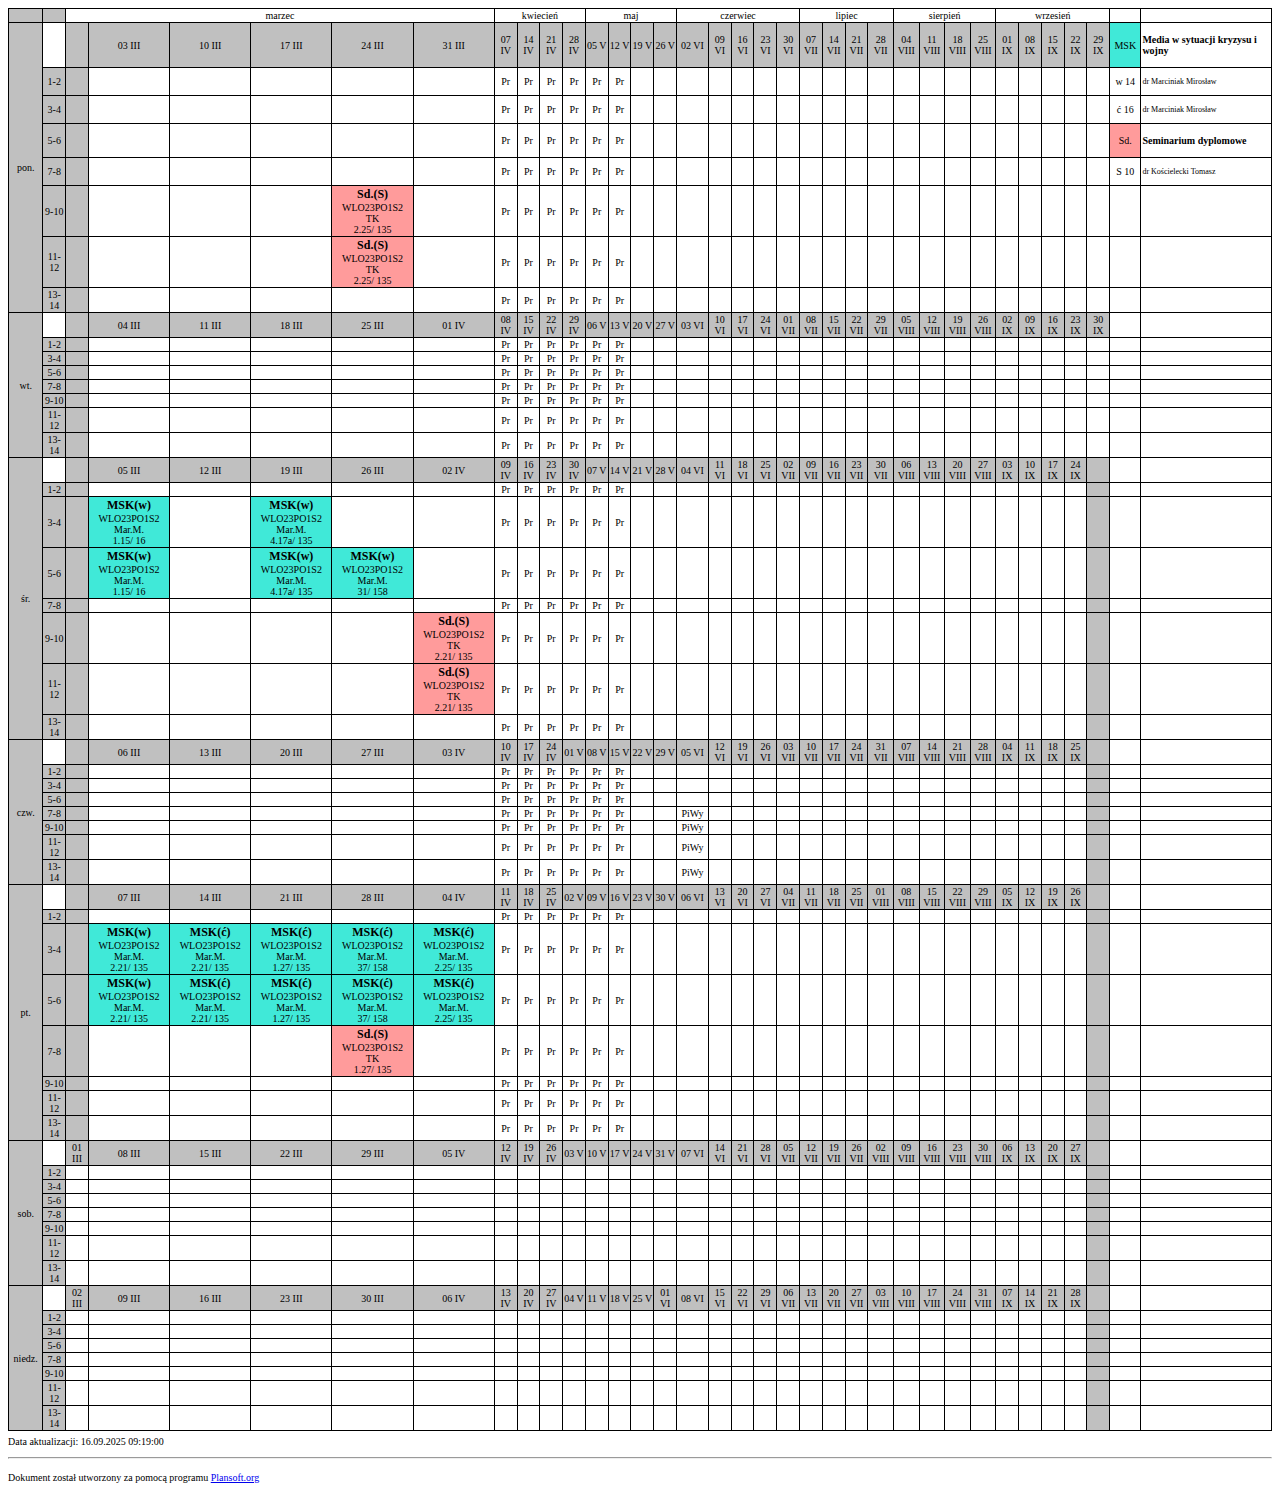 marzec kwiecień maj czerwec lipiec sierpień wrzesień
pon. 03 III 10 III 17 III 24 III 31 III 07 IV 14 IV 21 IV 28 IV 05 V 12 V 19 V 26 V 02 VI 09 VI 16 VI 23 VI 30 VI 07 VII 14 VII 21 VII 28 VII 04 VIII 11 VIII 18 VIII 25 VIII 01 IX 08 IX 15 IX 22 IX 29 IX MSK Media w sytuacji kryzysu i wojny
1-2 Pr Pr Pr Pr Pr Pr w 14 dr Marciniak Mirosław
3-4 Pr Pr Pr Pr Pr Pr ć 16 dr Marciniak Mirosław
5-6 Pr Pr Pr Pr Pr Pr Sd. Seminarium dyplomowe
7-8 Pr Pr Pr Pr Pr Pr S 10 dr Kościelecki Tomasz
9-10 Sd.(S) WLO23PO1S2 TK 2.25/ 135 Pr Pr Pr Pr Pr Pr
11-12 Sd.(S) WLO23PO1S2 TK 2.25/ 135 Pr Pr Pr Pr Pr Pr
13-14 Pr Pr Pr Pr Pr Pr
wt. 04 III 11 III 18 III 25 III 01 IV 08 IV 15 IV 22 IV 29 IV 06 V 13 V 20 V 27 V 03 VI 10 VI 17 VI 24 VI 01 VII 08 VII 15 VII 22 VII 29 VII 05 VIII 12 VIII 19 VIII 26 VIII 02 IX 09 IX 16 IX 23 IX 30 IX
1-2 Pr Pr Pr Pr Pr Pr
3-4 Pr Pr Pr Pr Pr Pr
5-6 Pr Pr Pr Pr Pr Pr
7-8 Pr Pr Pr Pr Pr Pr
9-10 Pr Pr Pr Pr Pr Pr
11-12 Pr Pr Pr Pr Pr Pr
13-14 Pr Pr Pr Pr Pr Pr
śr. 05 III 12 III 19 III 26 III 02 IV 09 IV 16 IV 23 IV 30 IV 07 V 14 V 21 V 28 V 04 VI 11 VI 18 VI 25 VI 02 VII 09 VII 16 VII 23 VII 30 VII 06 VIII 13 VIII 20 VIII 27 VIII 03 IX 10 IX 17 IX 24 IX
1-2 Pr Pr Pr Pr Pr Pr
3-4 MSK(w) WLO23PO1S2 Mar.M. 1.15/ 16 MSK(w) WLO23PO1S2 Mar.M. 4.17a/ 135 Pr Pr Pr Pr Pr Pr
5-6 MSK(w) WLO23PO1S2 Mar.M. 1.15/ 16 MSK(w) WLO23PO1S2 Mar.M. 4.17a/ 135 MSK(w) WLO23PO1S2 Mar.M. 31/ 158 Pr Pr Pr Pr Pr Pr
7-8 Pr Pr Pr Pr Pr Pr
9-10 Sd.(S) WLO23PO1S2 TK 2.21/ 135 Pr Pr Pr Pr Pr Pr
11-12 Sd.(S) WLO23PO1S2 TK 2.21/ 135 Pr Pr Pr Pr Pr Pr
13-14 Pr Pr Pr Pr Pr Pr
czw. 06 III 13 III 20 III 27 III 03 IV 10 IV 17 IV 24 IV 01 V 08 V 15 V 22 V 29 V 05 VI 12 VI 19 VI 26 VI 03 VII 10 VII 17 VII 24 VII 31 VII 07 VIII 14 VIII 21 VIII 28 VIII 04 IX 11 IX 18 IX 25 IX
1-2 Pr Pr Pr Pr Pr Pr
3-4 Pr Pr Pr Pr Pr Pr
5-6 Pr Pr Pr Pr Pr Pr
7-8 Pr Pr Pr Pr Pr Pr PiWy
9-10 Pr Pr Pr Pr Pr Pr PiWy
11-12 Pr Pr Pr Pr Pr Pr PiWy
13-14 Pr Pr Pr Pr Pr Pr PiWy
pt. 07 III 14 III 21 III 28 III 04 IV 11 IV 18 IV 25 IV 02 V 09 V 16 V 23 V 30 V 06 VI 13 VI 20 VI 27 VI 04 VII 11 VII 18 VII 25 VII 01 VIII 08 VIII 15 VIII 22 VIII 29 VIII 05 IX 12 IX 19 IX 26 IX
1-2 Pr Pr Pr Pr Pr Pr
3-4 MSK(w) WLO23PO1S2 Mar.M. 2.21/ 135 MSK(ć) WLO23PO1S2 Mar.M. 2.21/ 135 MSK(ć) WLO23PO1S2 Mar.M. 1.27/ 135 MSK(ć) WLO23PO1S2 Mar.M. 37/ 158 MSK(ć) WLO23PO1S2 Mar.M. 2.25/ 135 Pr Pr Pr Pr Pr Pr
5-6 MSK(w) WLO23PO1S2 Mar.M. 2.21/ 135 MSK(ć) WLO23PO1S2 Mar.M. 2.21/ 135 MSK(ć) WLO23PO1S2 Mar.M. 1.27/ 135 MSK(ć) WLO23PO1S2 Mar.M. 37/ 158 MSK(ć) WLO23PO1S2 Mar.M. 2.25/ 135 Pr Pr Pr Pr Pr Pr
7-8 Sd.(S) WLO23PO1S2 TK 1.27/ 135 Pr Pr Pr Pr Pr Pr
9-10 Pr Pr Pr Pr Pr Pr
11-12 Pr Pr Pr Pr Pr Pr
13-14 Pr Pr Pr Pr Pr Pr
sob. 01 III 08 III 15 III 22 III 29 III 05 IV 12 IV 19 IV 26 IV 03 V 10 V 17 V 24 V 31 V 07 VI 14 VI 21 VI 28 VI 05 VII 12 VII 19 VII 26 VII 02 VIII 09 VIII 16 VIII 23 VIII 30 VIII 06 IX 13 IX 20 IX 27 IX
1-2
3-4
5-6
7-8
9-10
11-12
13-14
niedz. 02 III 09 III 16 III 23 III 30 III 06 IV 13 IV 20 IV 27 IV 04 V 11 V 18 V 25 V 01 VI 08 VI 15 VI 22 VI 29 VI 06 VII 13 VII 20 VII 27 VII 03 VIII 10 VIII 17 VIII 24 VIII 31 VIII 07 IX 14 IX 21 IX 28 IX
1-2
3-4
5-6
7-8
9-10
11-12
13-14
Data aktualizacji: 16.09.2025 09:19:00
Dokument został utworzony za pomocą programu Plansoft.org